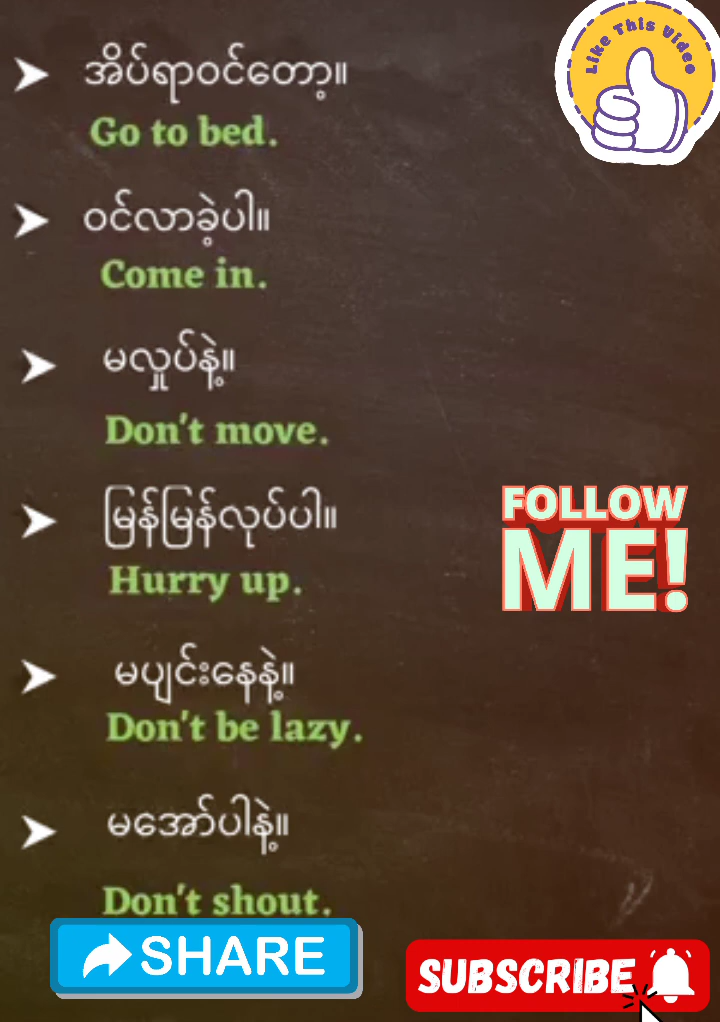 Like This Video
အိပ်ရာဝင်တော့။
Go to bed.
ဝင်လာခဲ့ပါ။
Come in.
မလှုပ်နဲ့။
Don't move.
မြန်မြန်လုပ်ပါ။
Hurry up.
FOLLOW
ME!
မပျင်းနေနဲ့။
Don't be lazy.
မအော်ပါနဲ့။
Don't shout.
SHARE
SUBSCRIBE